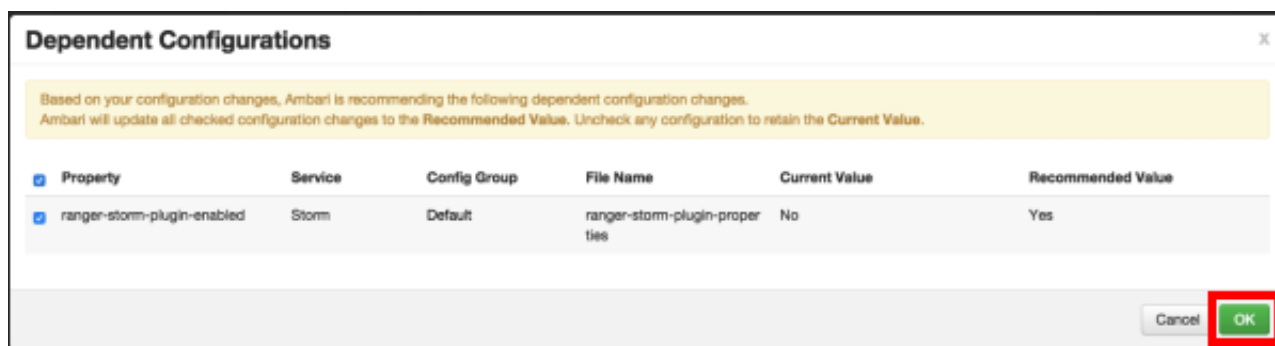 Dependent Configurations
x
Based on your configuration changes, Ambari is recommending the following dependent configuration changes.
Ambari will update all checked configuration changes to the Recommended Value. Uncheck any configuration to retain the Current Value.
Property Service Config Group File Name Current Value Recommended Value
ranger-storm-plugin-enabled Storm Default ranger-storm-plugin-proper No Yes
ties
Cancel OK